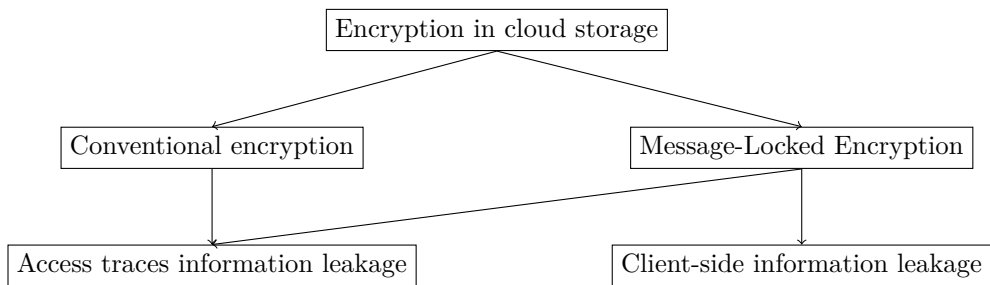 Encryption in cloud storage
Conventional encryption
Message-Locked Encryption
Access traces information leakage
Client-side information leakage